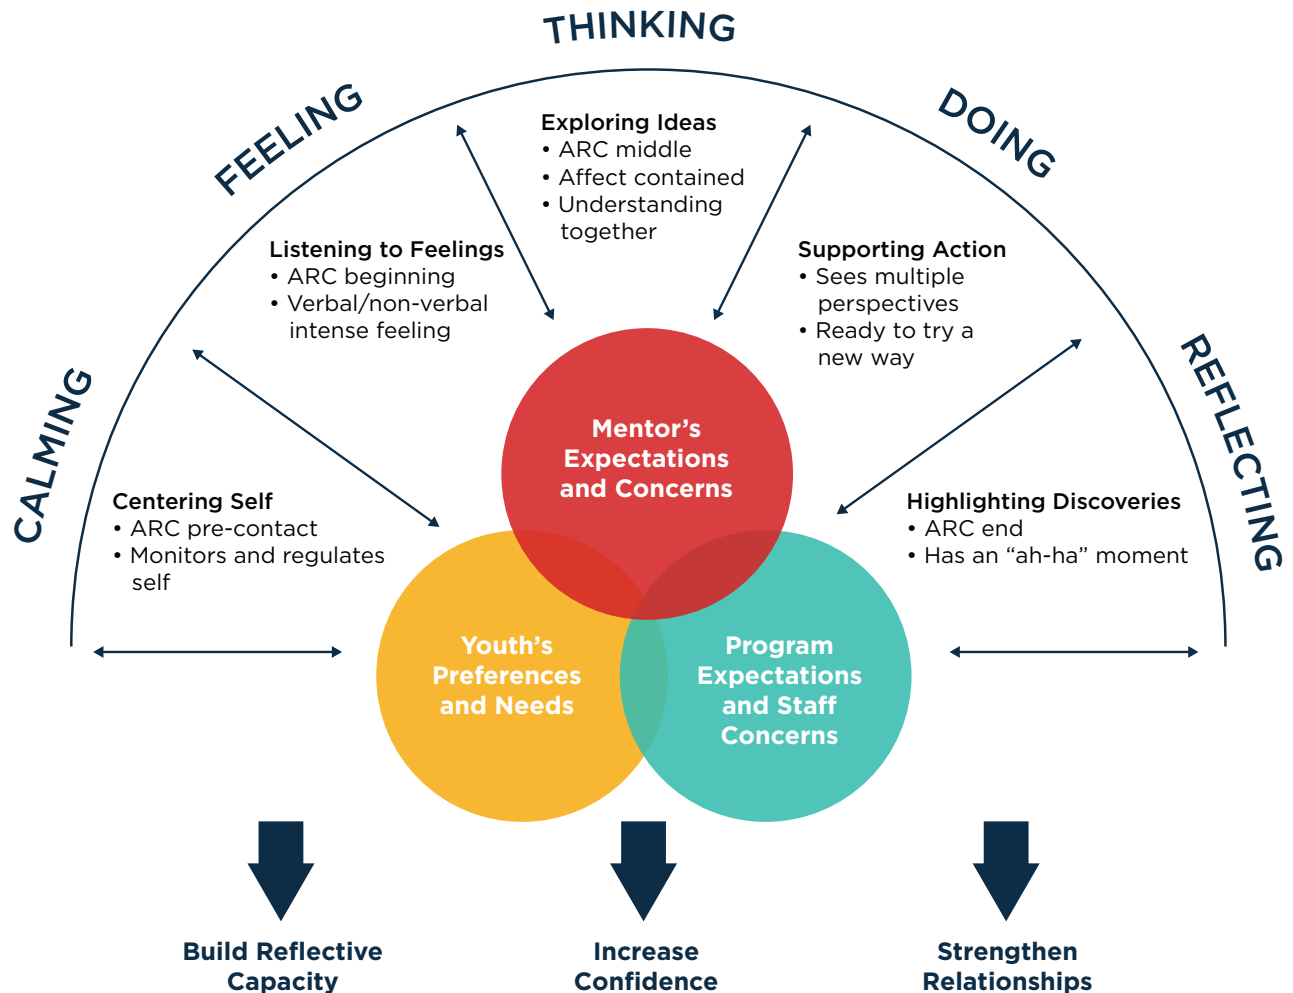 THINKING
FEELING
DOING
CALMING
REFLECTING
Exploring Ideas
• ARC middle
• Affect contained
• Understanding
together
Listening to Feelings
• ARC beginning
• Verbal/non-verbal
intense feeling
Supporting Action
• Sees multiple
perspectives
• Ready to try a
new way
Centering Self
• ARC pre-contact
• Monitors and regulates
self
Highlighting Discoveries
• ARC end
• Has an “ah-ha” moment
Mentor’s
Expectations
and Concerns
Youth’s
Preferences
and Needs
Program
Expectations
and Staff
Concerns
Build Reflective
Capacity
Increase
Confidence
Strengthen
Relationships